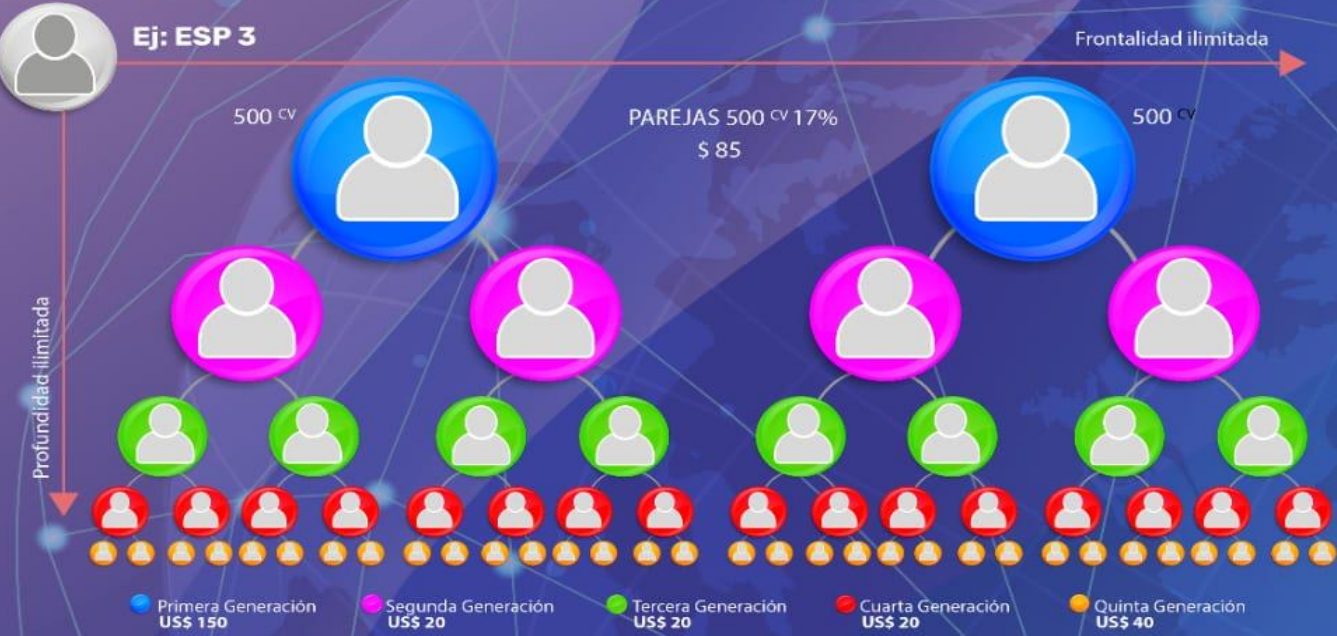 Ej: ESP 3
Frontalidad ilimitada
500 CV
PAREJAS 500 CV 17%
$ 85
500 CV
Profundidad ilimitada
Primera Generación
US$ 150
Segunda Generación
US$ 20
Tercera Generación
US$ 20
Cuarta Generación
US$ 20
Quinta Generación
US$ 40